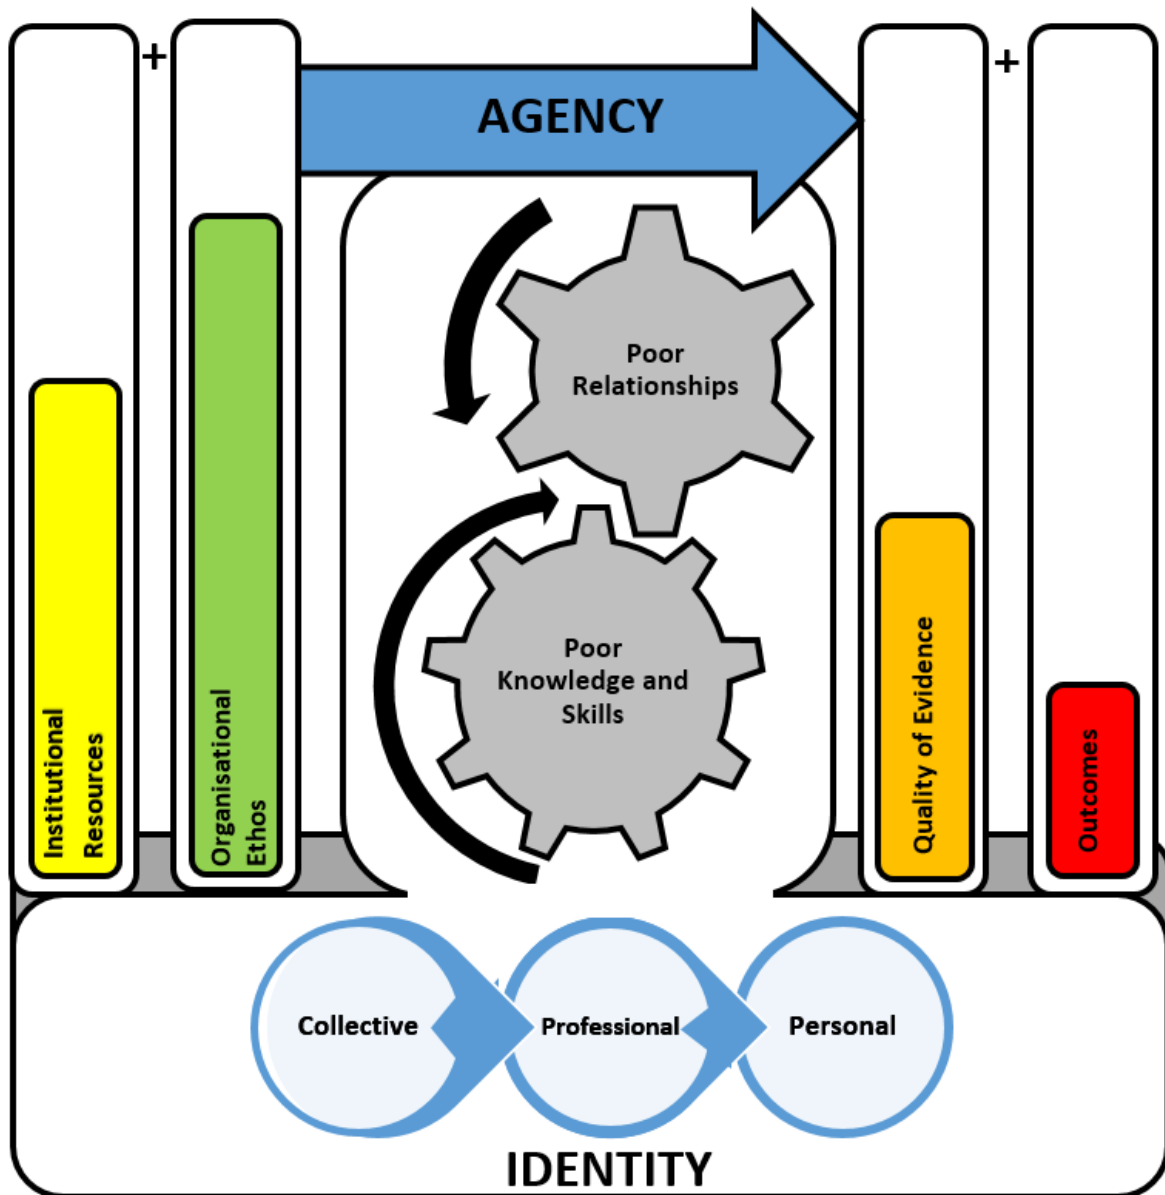 +
+
AGENCY
Poor
Relationships
Poor
Knowledge and
Skills
Institutional
Resources
Organisational
Ethos
Quality of Evidence
Outcomes
Collective
Professional
Personal
IDENTITY